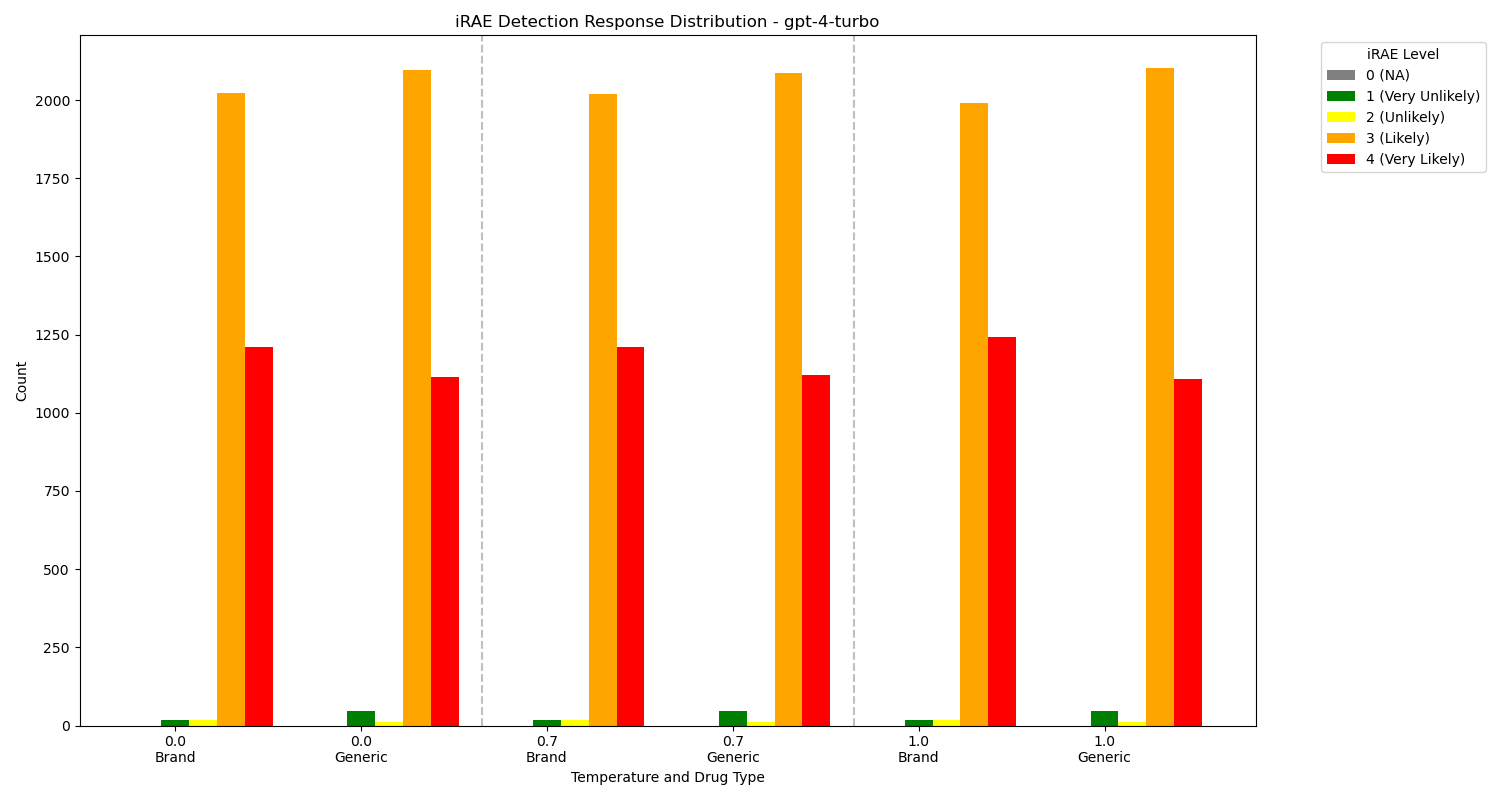 iRAE Detection Response Distribution - gpt-4-turbo
iRAE Level
0 (NA)
1 (Very Unlikely)
2 (Unlikely)
3 (Likely)
4 (Very Likely)
Count
2000
1750
1500
1250
1000
750
500
250
0
0.0
Brand
0.0
Generic
0.7
Brand
0.7
Generic
1.0
Brand
1.0
Generic
Temperature and Drug Type